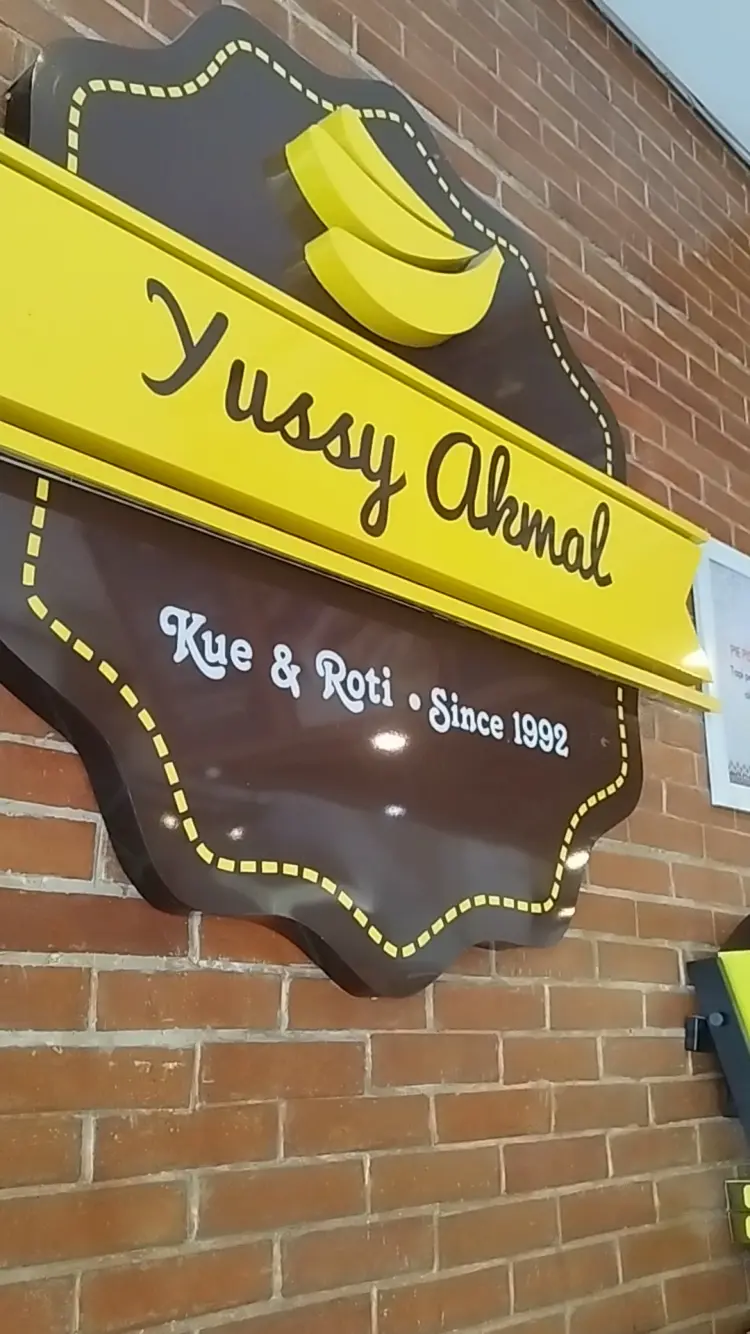 Yussy Akmal
Kue & Roti • Since 1992